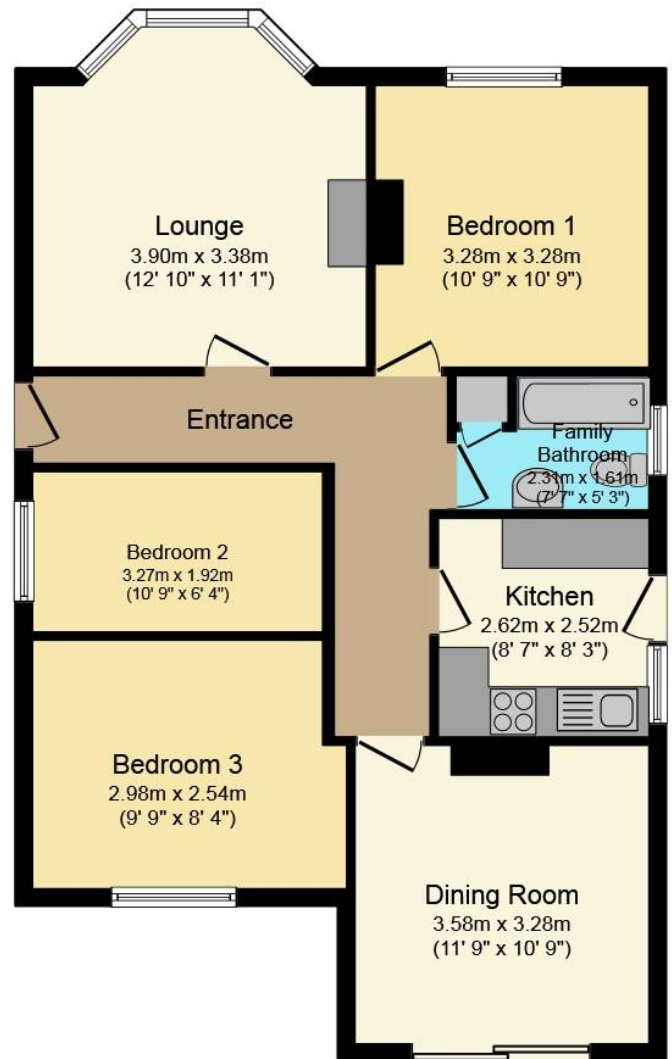 Lounge
3.90m x 3.38m
(12' 10" x 11' 1")
Bedroom 1
3.28m x 3.28m
(10' 9" x 10' 9")
Entrance
Family
Bathroom
2.31m x 1.61m
(7' 7" x 5' 3")
Bedroom 2
3.27m x 1.92m
(10' 9" x 6' 4")
Kitchen
2.62m x 2.52m
(8' 7" x 8' 3")
Bedroom 3
2.98m x 2.54m
(9' 9" x 8' 4")
Dining Room
3.58m x 3.28m
(11' 9" x 10' 9")